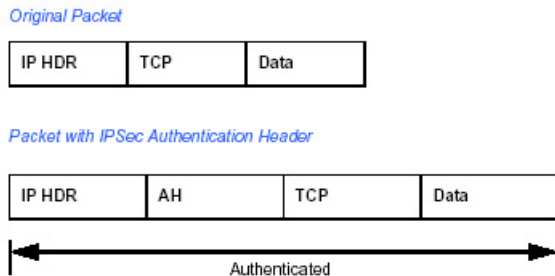 Original Packet
IP HDR TCP Data
Packet with IPSec Authentication Header
IP HDR AH TCP Data
Authenticated